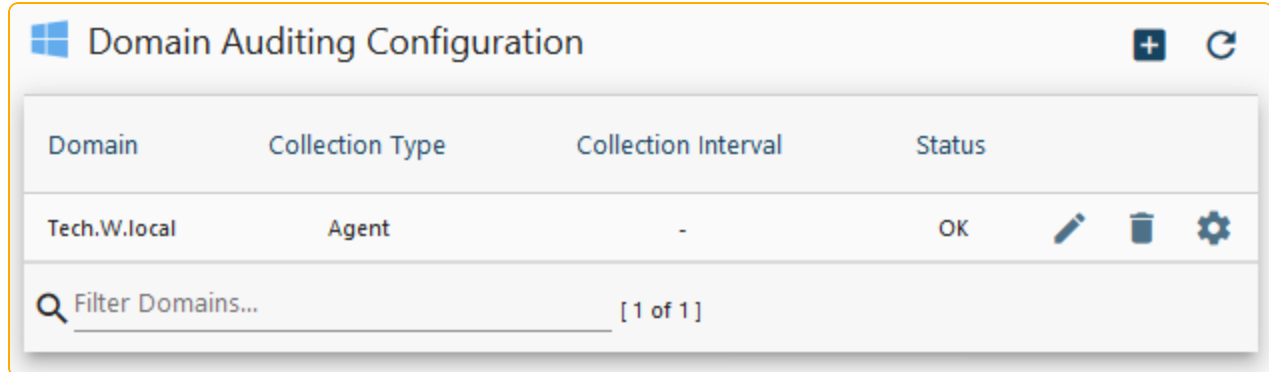 Domain Auditing Configuration
Domain Collection Type Collection Interval Status
Tech.W.local Agent - OK
Filter Domains... [ 1 of 1 ]